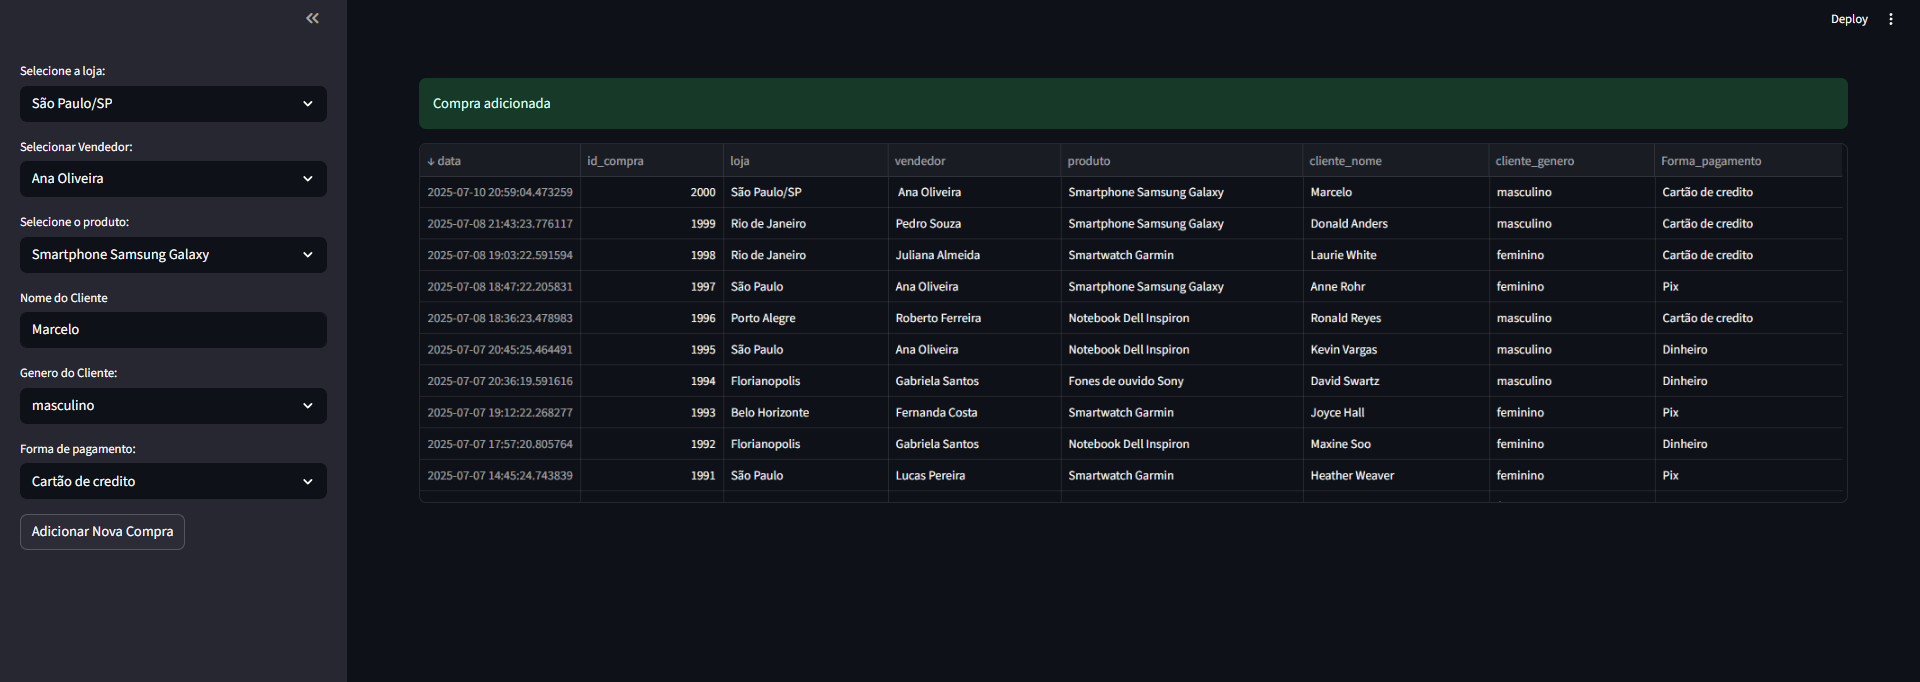 Deploy
Selecione a loja:
São Paulo/SP
Selecionar Vendedor:
Ana Oliveira
Selecione o produto:
Smartphone Samsung Galaxy
Nome do Cliente
Marcelo
Genero do Cliente:
masculino
Forma de pagamento:
Cartão de credito
Adicionar Nova Compra
Compra adicionada
↓ data id_compra loja vendedor produto cliente_nome cliente_genero Forma_pagamento
2025-07-10 20:59:04.473259 2000 São Paulo/SP Ana Oliveira Smartphone Samsung Galaxy Marcelo masculino Cartão de credito
2025-07-08 21:43:23.776117 1999 Rio de Janeiro Pedro Souza Smartphone Samsung Galaxy Donald Anders masculino Cartão de credito
2025-07-08 19:03:22.591594 1998 Rio de Janeiro Juliana Almeida Smartwatch Garmin Laurie White feminino Cartão de credito
2025-07-08 18:47:22.205831 1997 São Paulo Ana Oliveira Smartphone Samsung Galaxy Anne Rohr feminino Pix
2025-07-08 18:36:23.478983 1996 Porto Alegre Roberto Ferreira Notebook Dell Inspiron Ronald Reyes masculino Cartão de credito
2025-07-07 20:45:25.464491 1995 São Paulo Ana Oliveira Notebook Dell Inspiron Kevin Vargas masculino Dinheiro
2025-07-07 20:36:19.591616 1994 Florianopolis Gabriela Santos Fones de ouvido Sony David Swartz masculino Dinheiro
2025-07-07 19:12:22.268277 1993 Belo Horizonte Fernanda Costa Smartwatch Garmin Joyce Hall feminino Pix
2025-07-07 17:57:20.805764 1992 Florianopolis Gabriela Santos Notebook Dell Inspiron Maxine Soo feminino Dinheiro
2025-07-07 14:45:24.743839 1991 São Paulo Lucas Pereira Smartwatch Garmin Heather Weaver feminino Pix